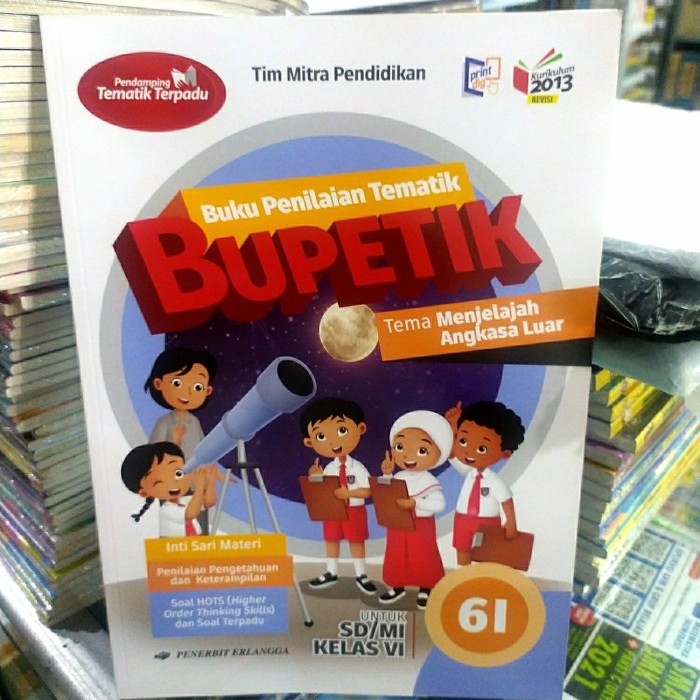 Pendamping
Tematik Terpadu
Tim Mitra Pendidikan
print
dig
Kurikulum
2013
REVISI
Buku Penilaian Tematik
BUPETIK
Tema Menjelajah
Angkasa Luar
Inti Sari Materi
Penilaian Pengetahuan
dan Keterampilan
Soal HOTS (Higher
Order Thinking Skills)
dan Soal Terpadu
UNTUK
SD/MI
KELAS VI
6I
PENERBIT ERLANGGA
2021